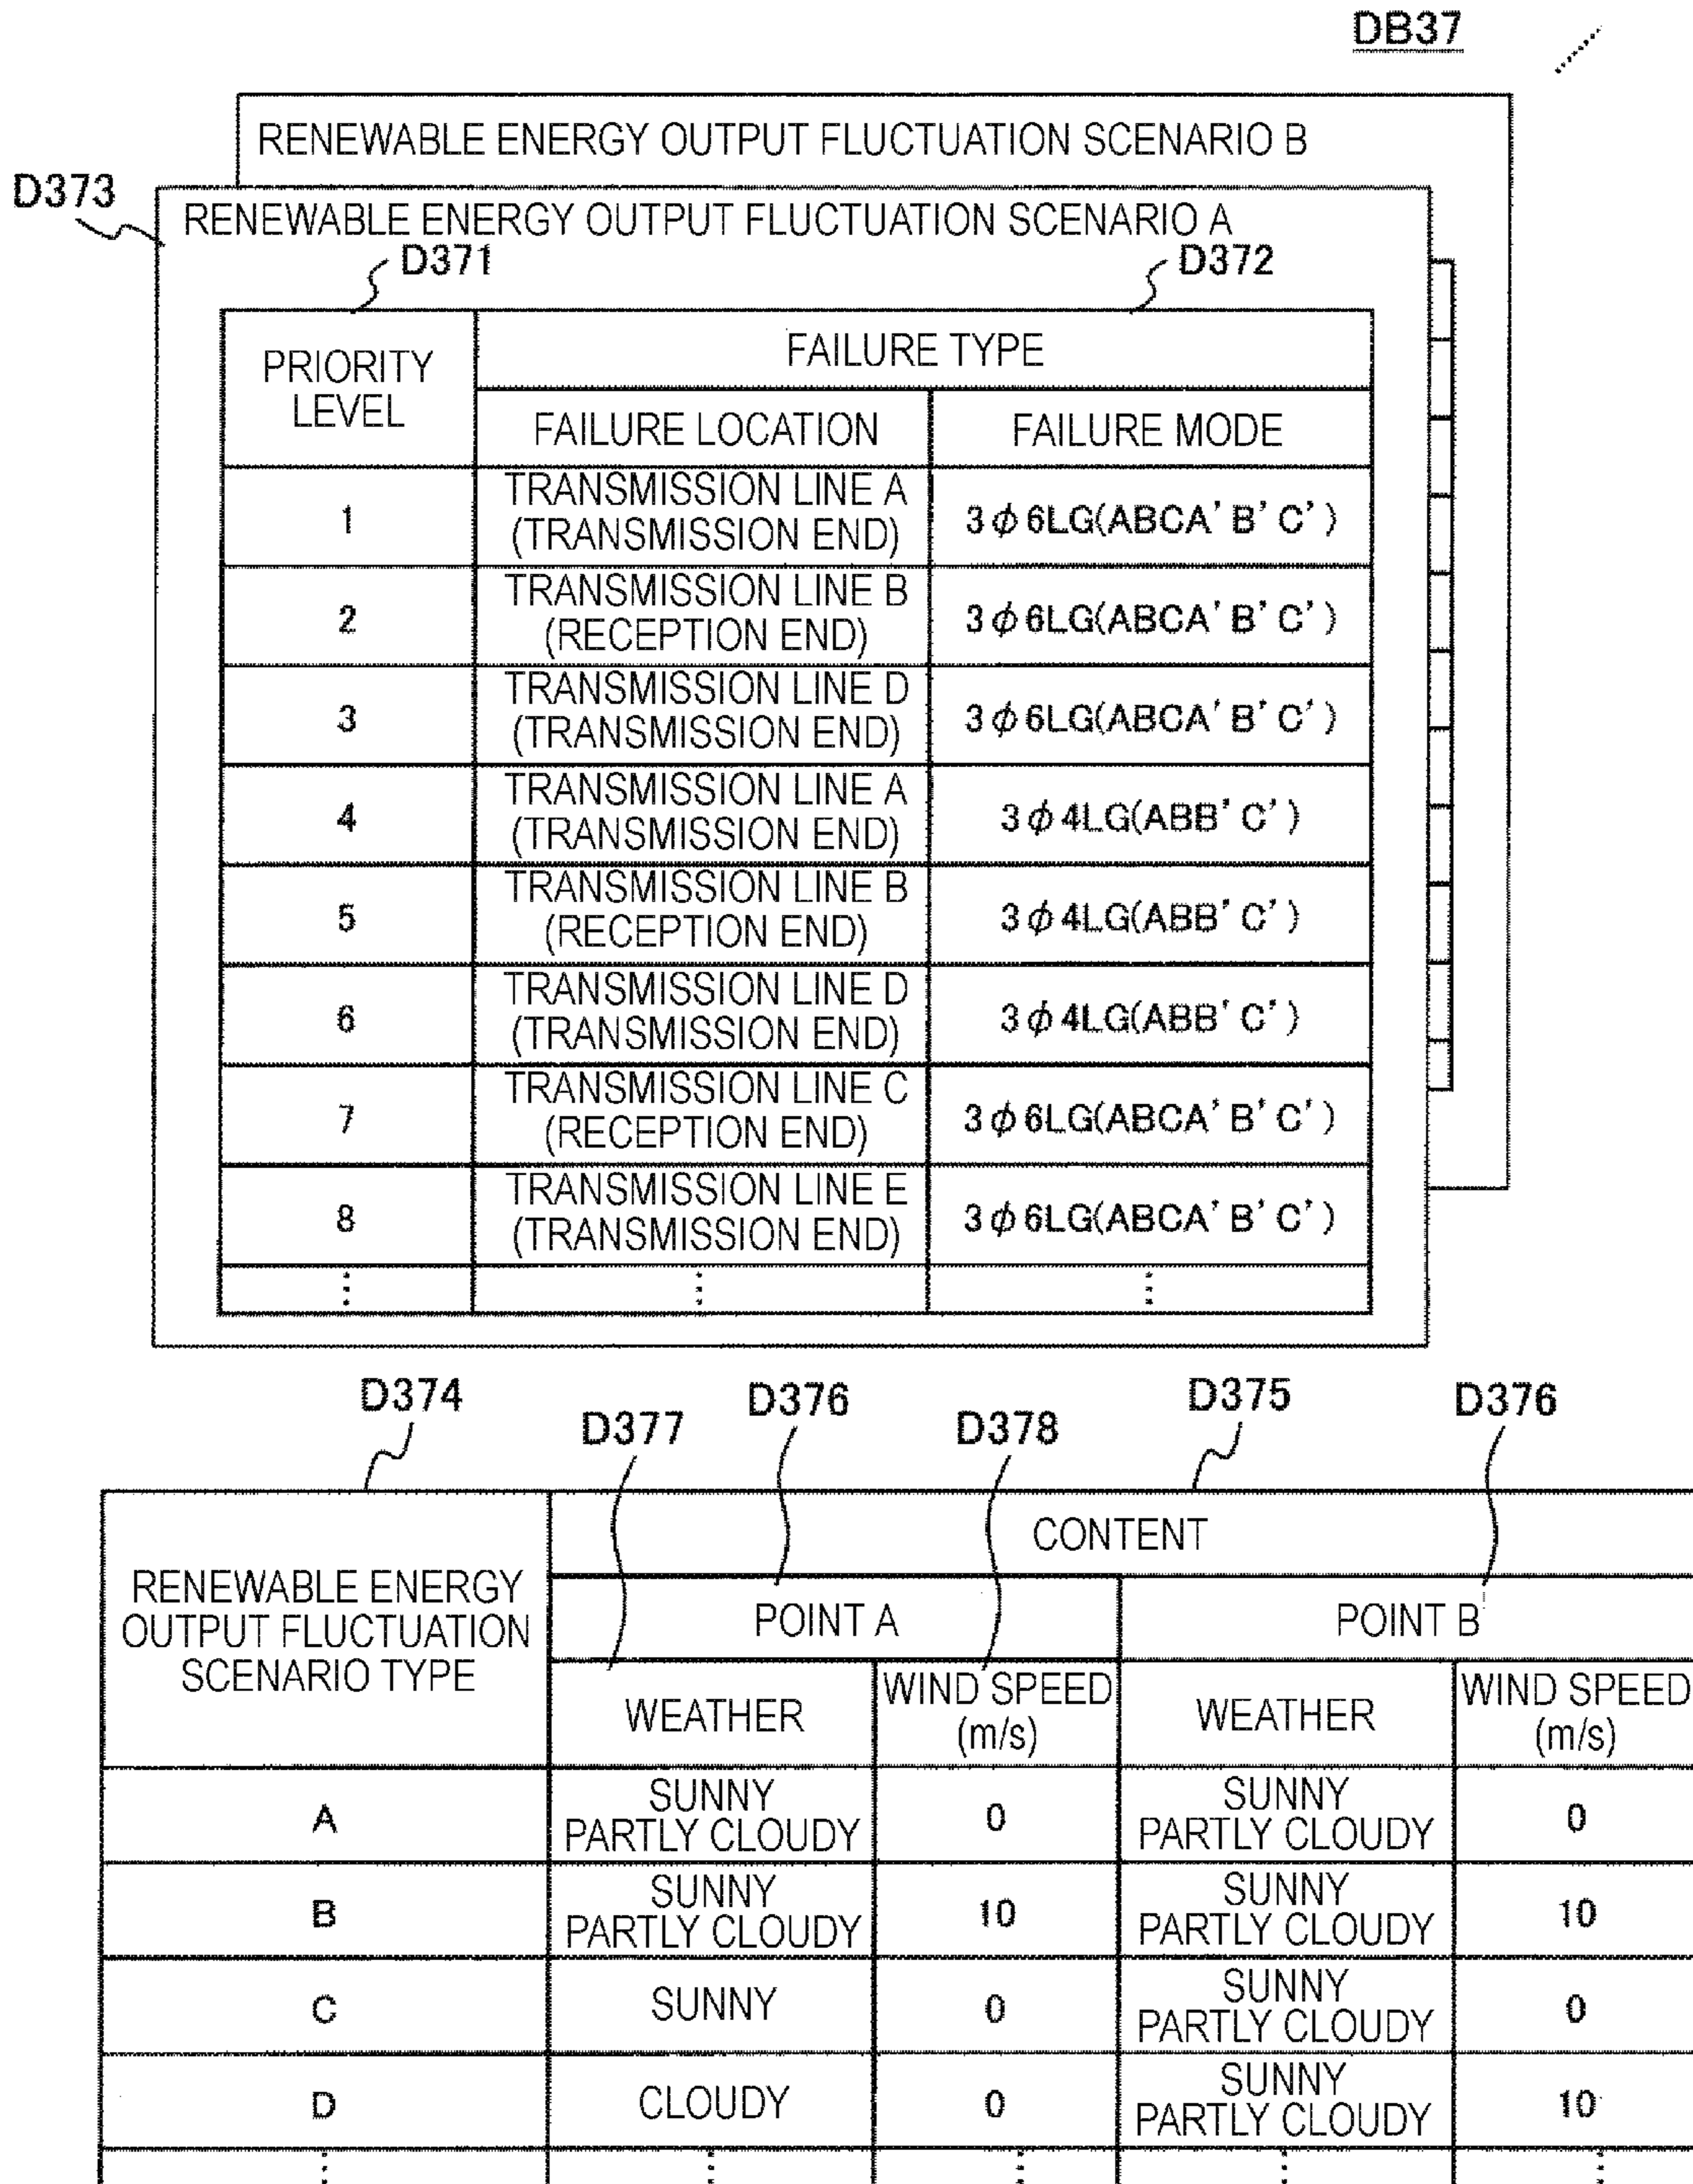 DB37
RENEWABLE ENERGY OUTPUT FLUCTUATION SCENARIO B
D373
RENEWABLE ENERGY OUTPUT FLUCTUATION SCENARIO A
D371 D372
PRIORITY
LEVEL
FAILURE TYPE
FAILURE LOCATION FAILURE MODE
1 TRANSMISSION LINE A
(TRANSMISSION END) 3φ6LG(ABCA'B'C')
2 TRANSMISSION LINE B
(RECEPTION END) 3φ6LG(ABCA'B'C')
3 TRANSMISSION LINE D
(TRANSMISSION END) 3φ6LG(ABCA'B'C')
4 TRANSMISSION LINE A
(TRANSMISSION END) 3φ4LG(ABB'C')
5 TRANSMISSION LINE B
(RECEPTION END) 3φ4LG(ABB'C')
6 TRANSMISSION LINE D
(TRANSMISSION END) 3φ4LG(ABB'C')
7 TRANSMISSION LINE C
(RECEPTION END) 3φ6LG(ABCA'B'C')
8 TRANSMISSION LINE E
(TRANSMISSION END) 3φ6LG(ABCA'B'C')
⋮ ⋮ ⋮
D374 D377 D376 D378 D375 D376
RENEWABLE ENERGY
OUTPUT FLUCTUATION
SCENARIO TYPE
CONTENT
POINT A POINT B
WEATHER WIND SPEED
(m/s) WEATHER WIND SPEED
(m/s)
A SUNNY
PARTLY CLOUDY 0 SUNNY
PARTLY CLOUDY 0
B SUNNY
PARTLY CLOUDY 10 SUNNY
PARTLY CLOUDY 10
C SUNNY 0 SUNNY
PARTLY CLOUDY 0
D CLOUDY 0 SUNNY
PARTLY CLOUDY 10
⋮ ⋮ ⋮ ⋮ ⋮